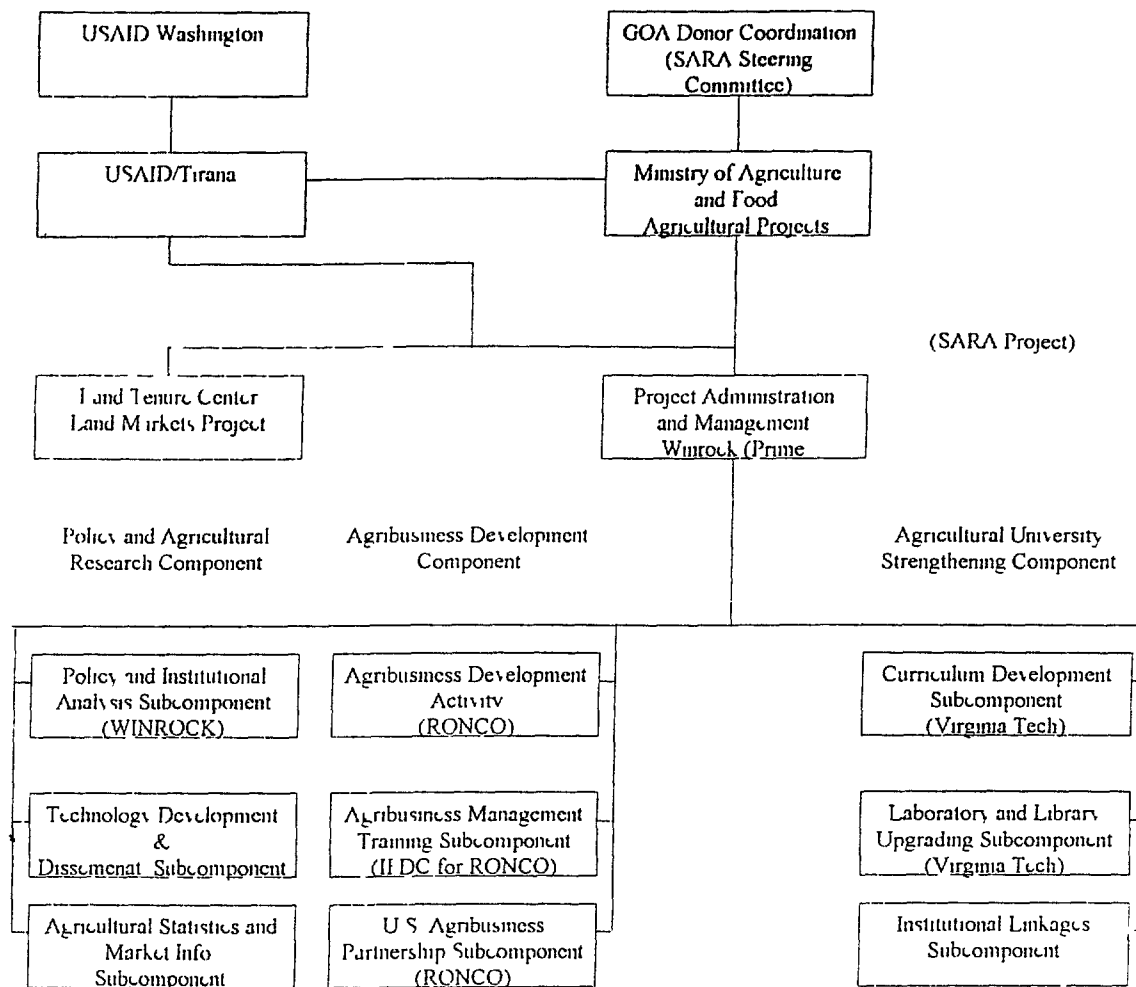 USAID Washington
GOA Donor Coordination
(SARA Steering
Committee)
USAID/Tirana
Ministry of Agriculture
and Food
Agricultural Projects
(SARA Project)
Land Tenure Center
Land Markets Project
Project Administration
and Management
Winrock (Prime
Policy and Agricultural
Research Component
Agribusiness Development
Component
Agricultural University
Strengthening Component
Policy and Institutional
Analysis Subcomponent
(WINROCK)
Agribusiness Development
Activity
(RONCO)
Curriculum Development
Subcomponent
(Virginia Tech)
Technology Development
&
Dissemenat Subcomponent
Agribusiness Management
Training Subcomponent
(IFDC for RONCO)
Laboratory and Library
Upgrading Subcomponent
(Virginia Tech)
Agricultural Statistics and
Market Info
Subcomponent
U S Agribusiness
Partnership Subcomponent
(RONCO)
Institutional Linkages
Subcomponent